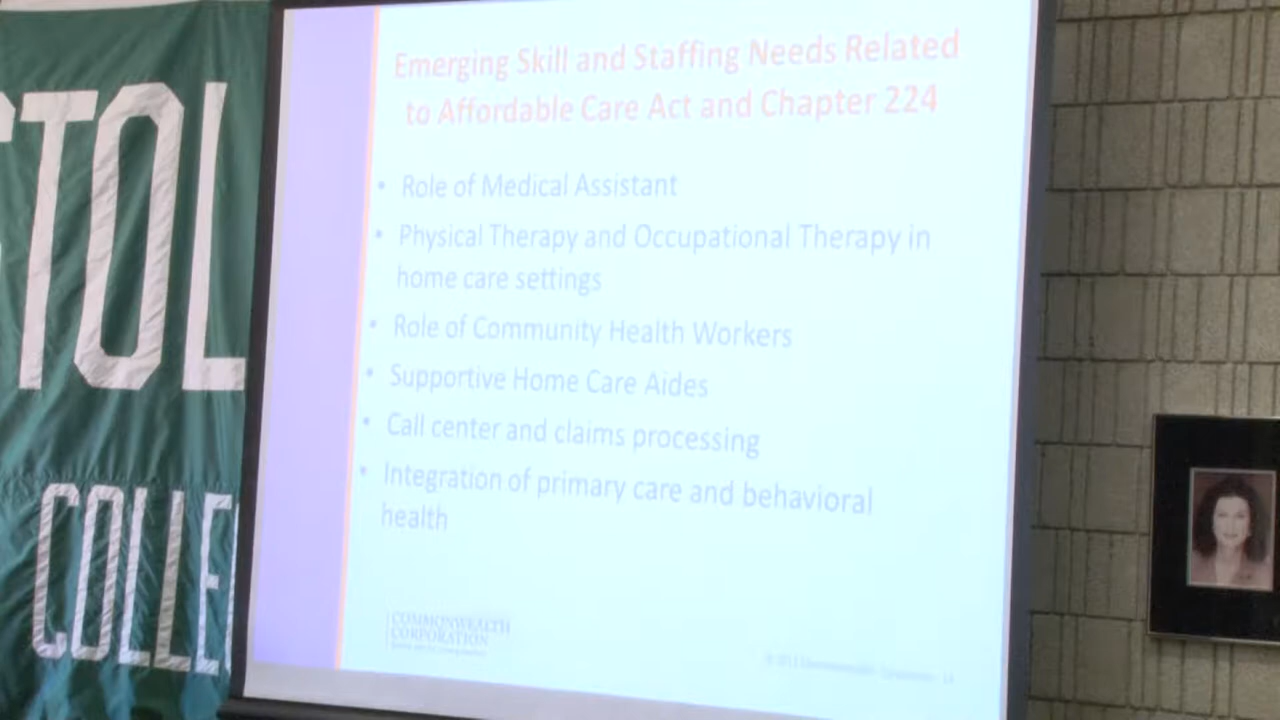 STOL
COLLE
Emerging Skill and Staffing Needs Related
to Affordable Care Act and Chapter 224
• Role of Medical Assistant
• Physical Therapy and Occupational Therapy in
home care settings
• Role of Community Health Workers
• Supportive Home Care Aides
• Call center and claims processing
• Integration of primary care and behavioral
health
COMMONWEALTH
CORPORATION